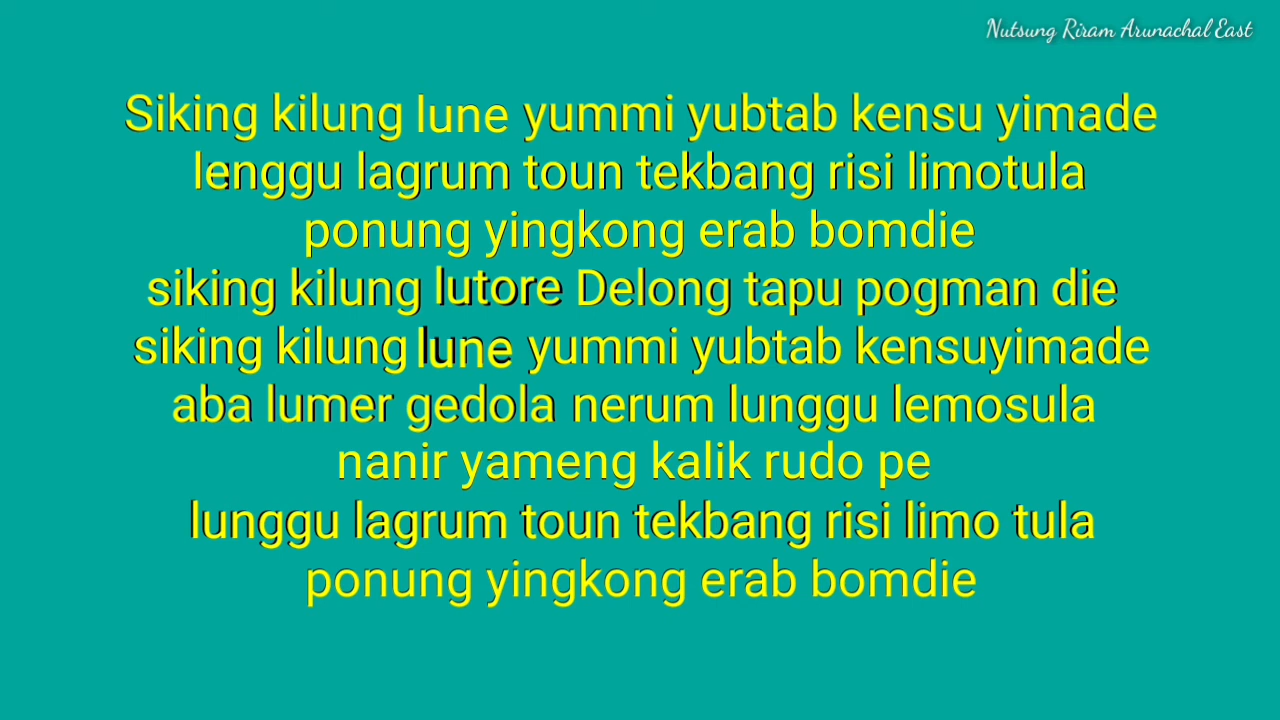 Nutsung Riram Arunachal East
Siking kilung lune yummi yubtab kensu yimade
lenggu lagrum toun tekbang risi limotula
ponung yingkong erab bomdie
siking kilung lutore Delong tapu pogman die
siking kilung lune yummi yubtab kensuyimade
aba lumer gedola nerum lunggu lemosula
nanir yameng kalik rudo pe
lunggu lagrum toun tekbang risi limo tula
ponung yingkong erab bomdie